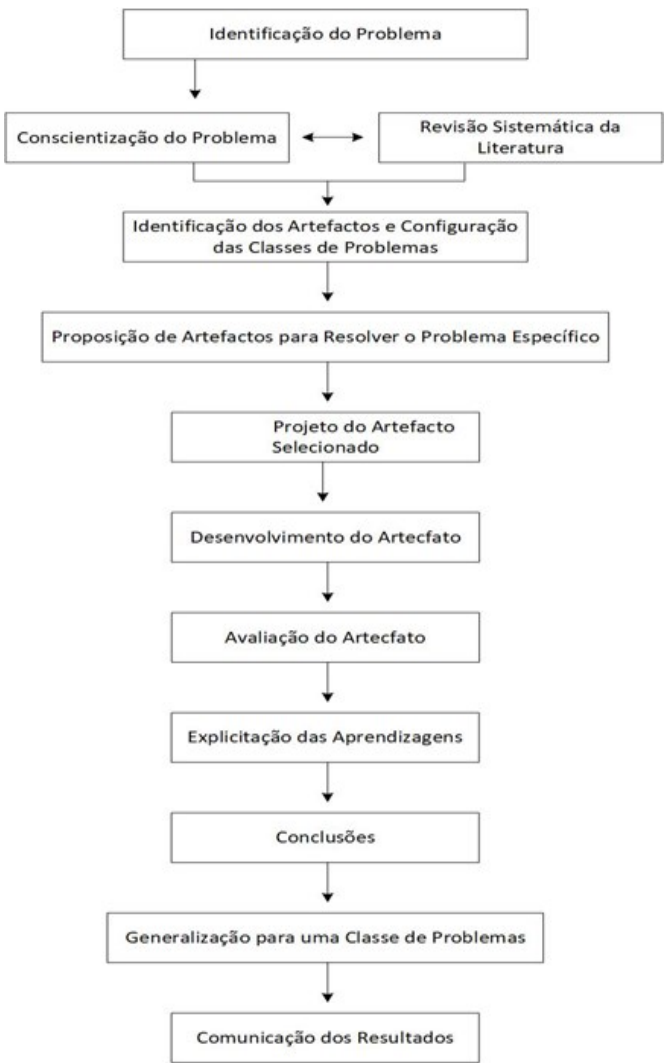 Identificação do Problema
Conscientização do Problema
Revisão Sistemática da
Literatura
Identificação dos Artefactos e Configuração
das Classes de Problemas
Proposição de Artefactos para Resolver o Problema Específico
Projeto do Artefacto
Selecionado
Desenvolvimento do Artecfato
Avaliação do Artecfato
Explicitação das Aprendizagens
Conclusões
Generalização para uma Classe de Problemas
Comunicação dos Resultados